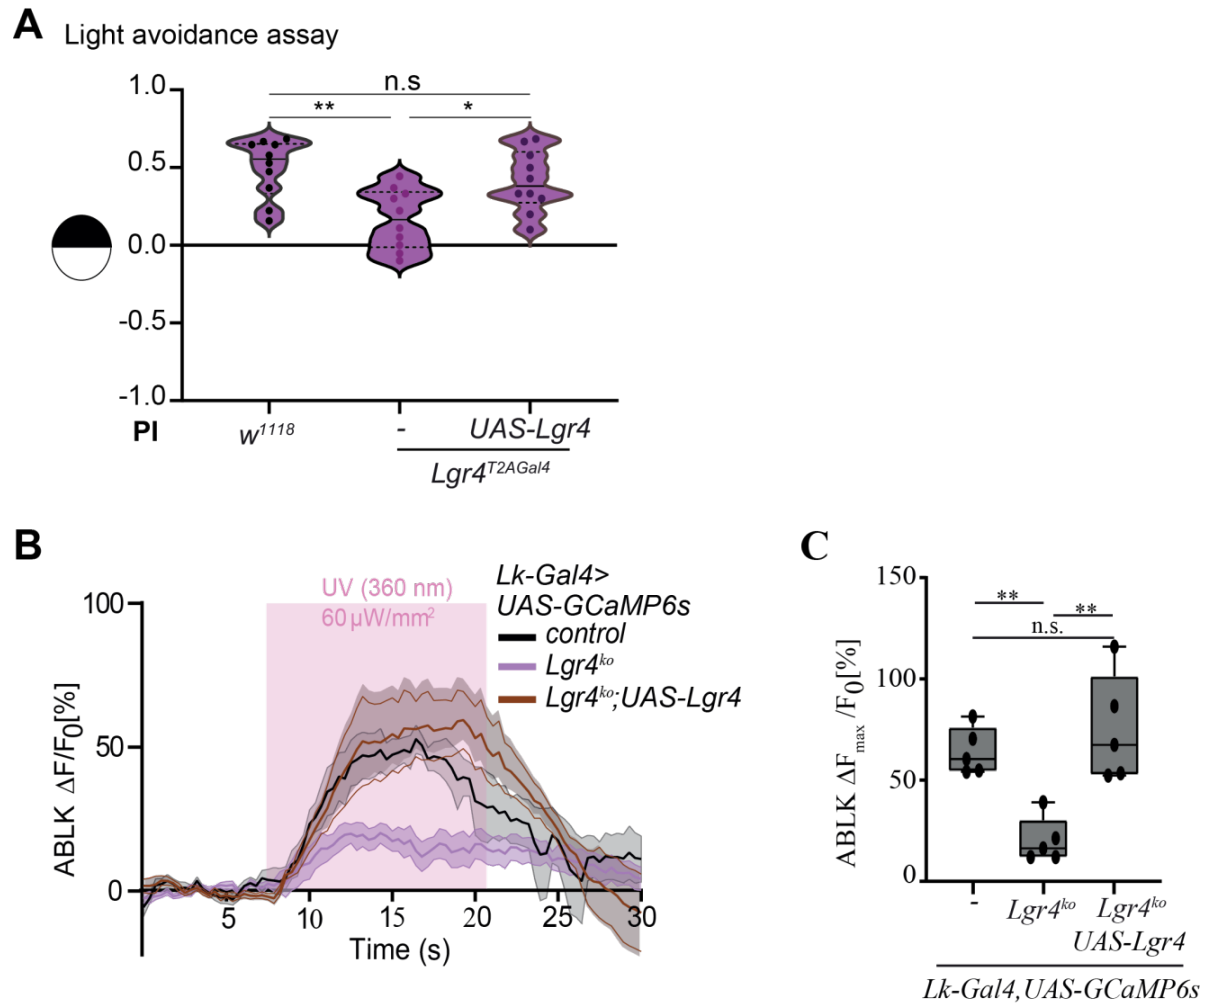 A Light avoidance assay
1.0
n.s
** *
0.5
0.0
-0.5
-1.0
PI w¹¹¹⁸ - UAS-Lgr4
Lgr4ᵀ²ᴬᴳᵃˡ⁴
B
UV (360 nm)
60 µW/mm²
Lk-Gal4>
UAS-GCaMP6s
control
Lgr4ᵏᵒ
Lgr4ᵏᵒ;UAS-Lgr4
100
50
0
ABLK ΔF/F₀[%]
5 10 15 20 25 30
Time (s)
C
150
** **
n.s.
100
50
0
ABLK ΔFₘₐₓ/F₀[%]
- Lgr4ᵏᵒ Lgr4ᵏᵒ
UAS-Lgr4
Lk-Gal4,UAS-GCaMP6s